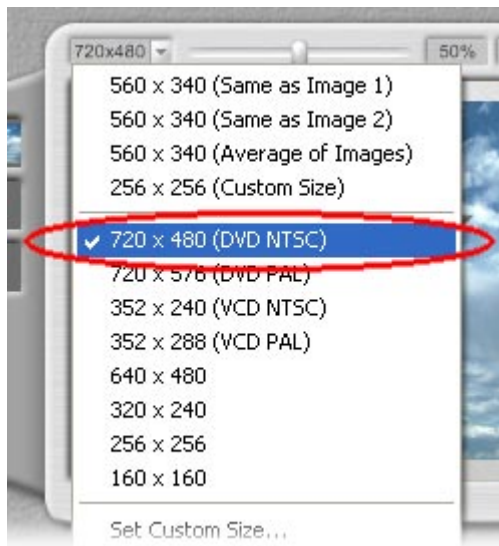 720x480 50%
560 x 340 (Same as Image 1)
560 x 340 (Same as Image 2)
560 x 340 (Average of Images)
256 x 256 (Custom Size)
720 x 480 (DVD NTSC)
720 x 576 (DVD PAL)
352 x 240 (VCD NTSC)
352 x 288 (VCD PAL)
640 x 480
320 x 240
256 x 256
160 x 160
Set Custom Size...